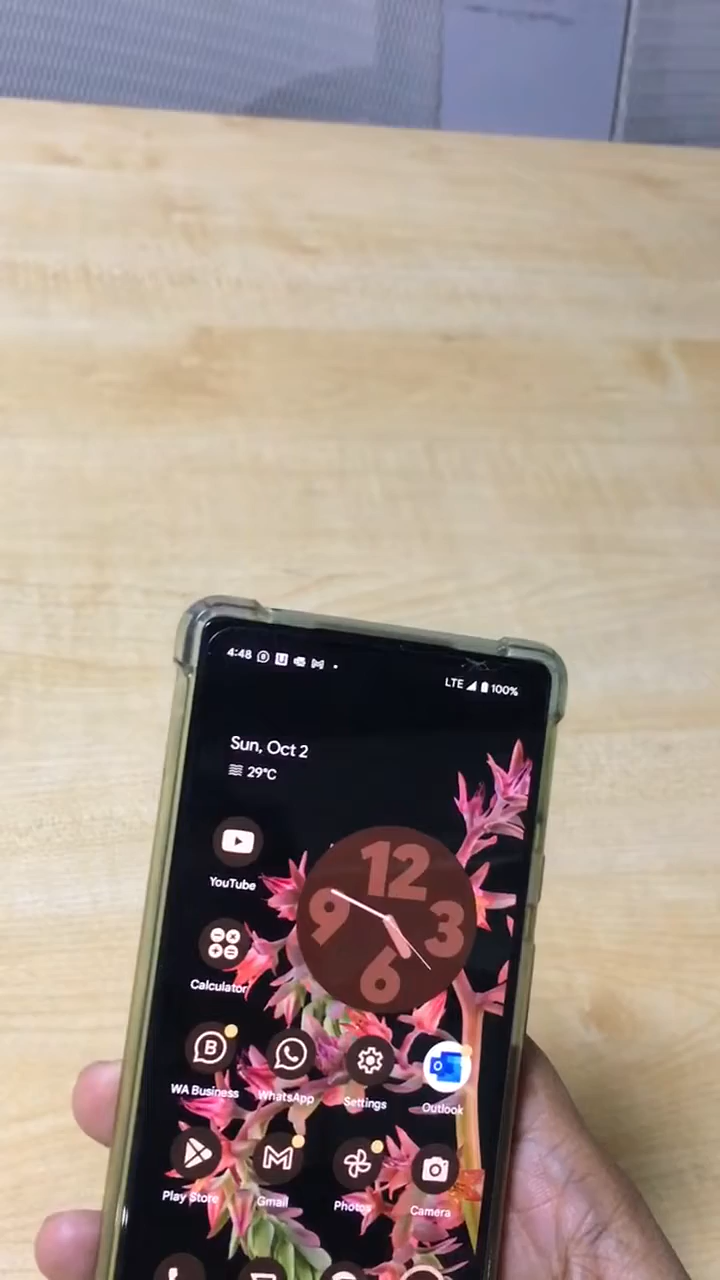 4:48 LTE 100%
Sun, Oct 2
29°C
YouTube
12
9 3
6
Calculator
WA Business WhatsApp Settings Outlook
Play Store Gmail Photos Camera